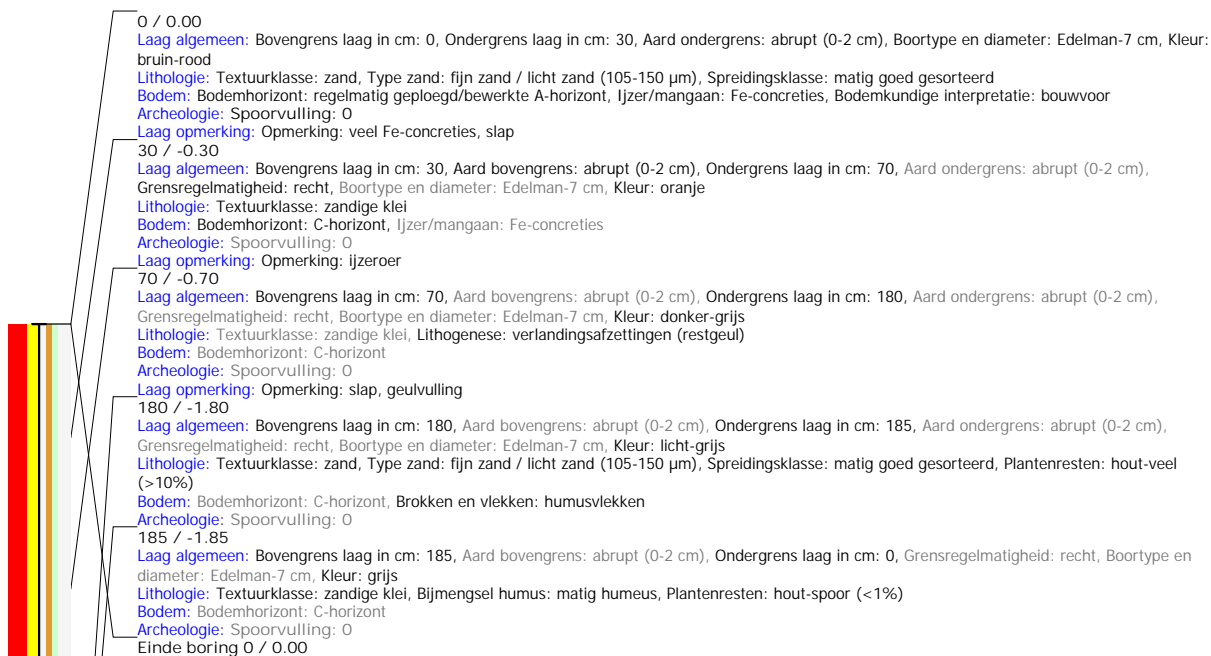 0 / 0.00
Laag algemeen: Bovengrens laag in cm: 0, Ondergrens laag in cm: 30, Aard ondergrens: abrupt (0-2 cm), Boortype en diameter: Edelman-7 cm, Kleur:
bruin-rood
Lithologie: Textuurklasse: zand, Type zand: fijn zand / licht zand (105-150 µm), Spreidingsklasse: matig goed gesorteerd
Bodem: Bodemhorizont: regelmatig geploegd/bewerkte A-horizont, Ijzer/mangaan: Fe-concreties, Bodemkundige interpretatie: bouwvoor
Archeologie: Spoorvulling: 0
Laag opmerking: Opmerking: veel Fe-concreties, slap
30 / -0.30
Laag algemeen: Bovengrens laag in cm: 30, Aard bovengrens: abrupt (0-2 cm), Ondergrens laag in cm: 70, Aard ondergrens: abrupt (0-2 cm),
Grensregelmatigheid: recht, Boortype en diameter: Edelman-7 cm, Kleur: oranje
Lithologie: Textuurklasse: zandige klei
Bodem: Bodemhorizont: C-horizont, Ijzer/mangaan: Fe-concreties
Archeologie: Spoorvulling: 0
Laag opmerking: Opmerking: ijzeroer
70 / -0.70
Laag algemeen: Bovengrens laag in cm: 70, Aard bovengrens: abrupt (0-2 cm), Ondergrens laag in cm: 180, Aard ondergrens: abrupt (0-2 cm),
Grensregelmatigheid: recht, Boortype en diameter: Edelman-7 cm, Kleur: donker-grijs
Lithologie: Textuurklasse: zandige klei, Lithogenese: verlandingsafzettingen (restgeul)
Bodem: Bodemhorizont: C-horizont
Archeologie: Spoorvulling: 0
Laag opmerking: Opmerking: slap, geulvulling
180 / -1.80
Laag algemeen: Bovengrens laag in cm: 180, Aard bovengrens: abrupt (0-2 cm), Ondergrens laag in cm: 185, Aard ondergrens: abrupt (0-2 cm),
Grensregelmatigheid: recht, Boortype en diameter: Edelman-7 cm, Kleur: licht-grijs
Lithologie: Textuurklasse: zand, Type zand: fijn zand / licht zand (105-150 µm), Spreidingsklasse: matig goed gesorteerd, Plantenresten: hout-veel
(>10%)
Bodem: Bodemhorizont: C-horizont, Brokken en vlekken: humusvlekken
Archeologie: Spoorvulling: 0
185 / -1.85
Laag algemeen: Bovengrens laag in cm: 185, Aard bovengrens: abrupt (0-2 cm), Ondergrens laag in cm: 0, Grensregelmatigheid: recht, Boortype en
diameter: Edelman-7 cm, Kleur: grijs
Lithologie: Textuurklasse: zandige klei, Bijmengsel humus: matig humeus, Plantenresten: hout-spoor (<1%)
Bodem: Bodemhorizont: C-horizont
Archeologie: Spoorvulling: 0
Einde boring 0 / 0.00